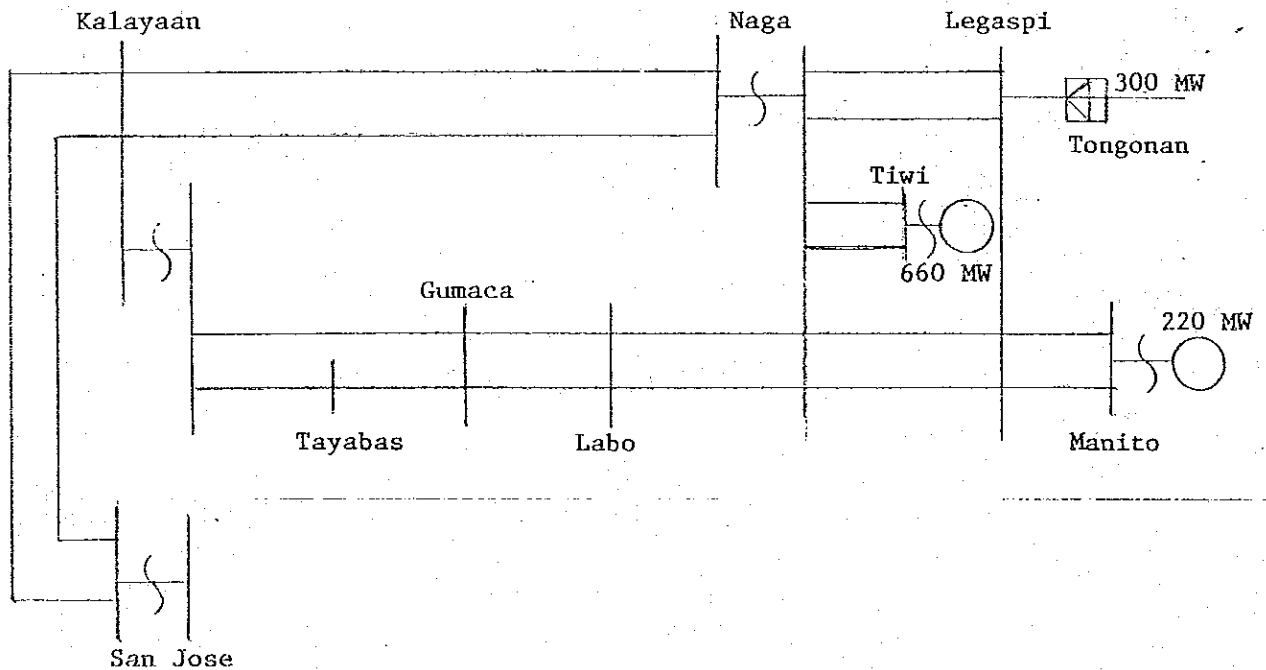 Kalayaan
Naga
Legaspi
300 MW
Tongonan
Tiwi
660 MW
Gumaca
220 MW
Tayabas
Labo
Manito
San Jose